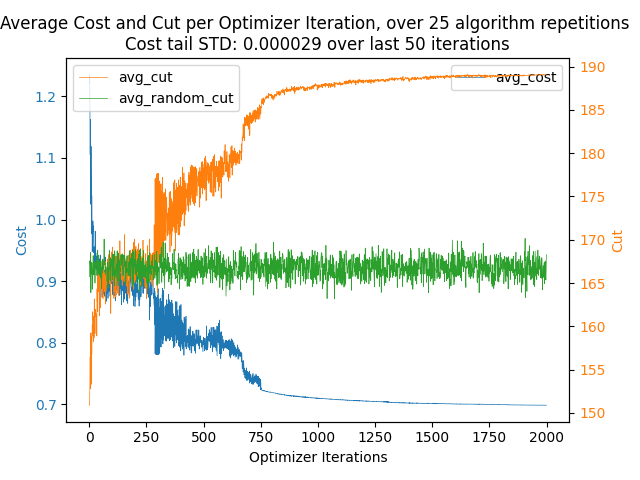 Average Cost and Cut per Optimizer Iteration, over 25 algorithm repetitions
Cost tail STD: 0.000029 over last 50 iterations
avg_cut
avg_random_cut
avg_cost
1.2
1.1
1.0
0.9
0.8
0.7
Cost
190
185
180
175
170
165
160
155
150
Cut
0 250 500 750 1000 1250 1500 1750 2000
Optimizer Iterations